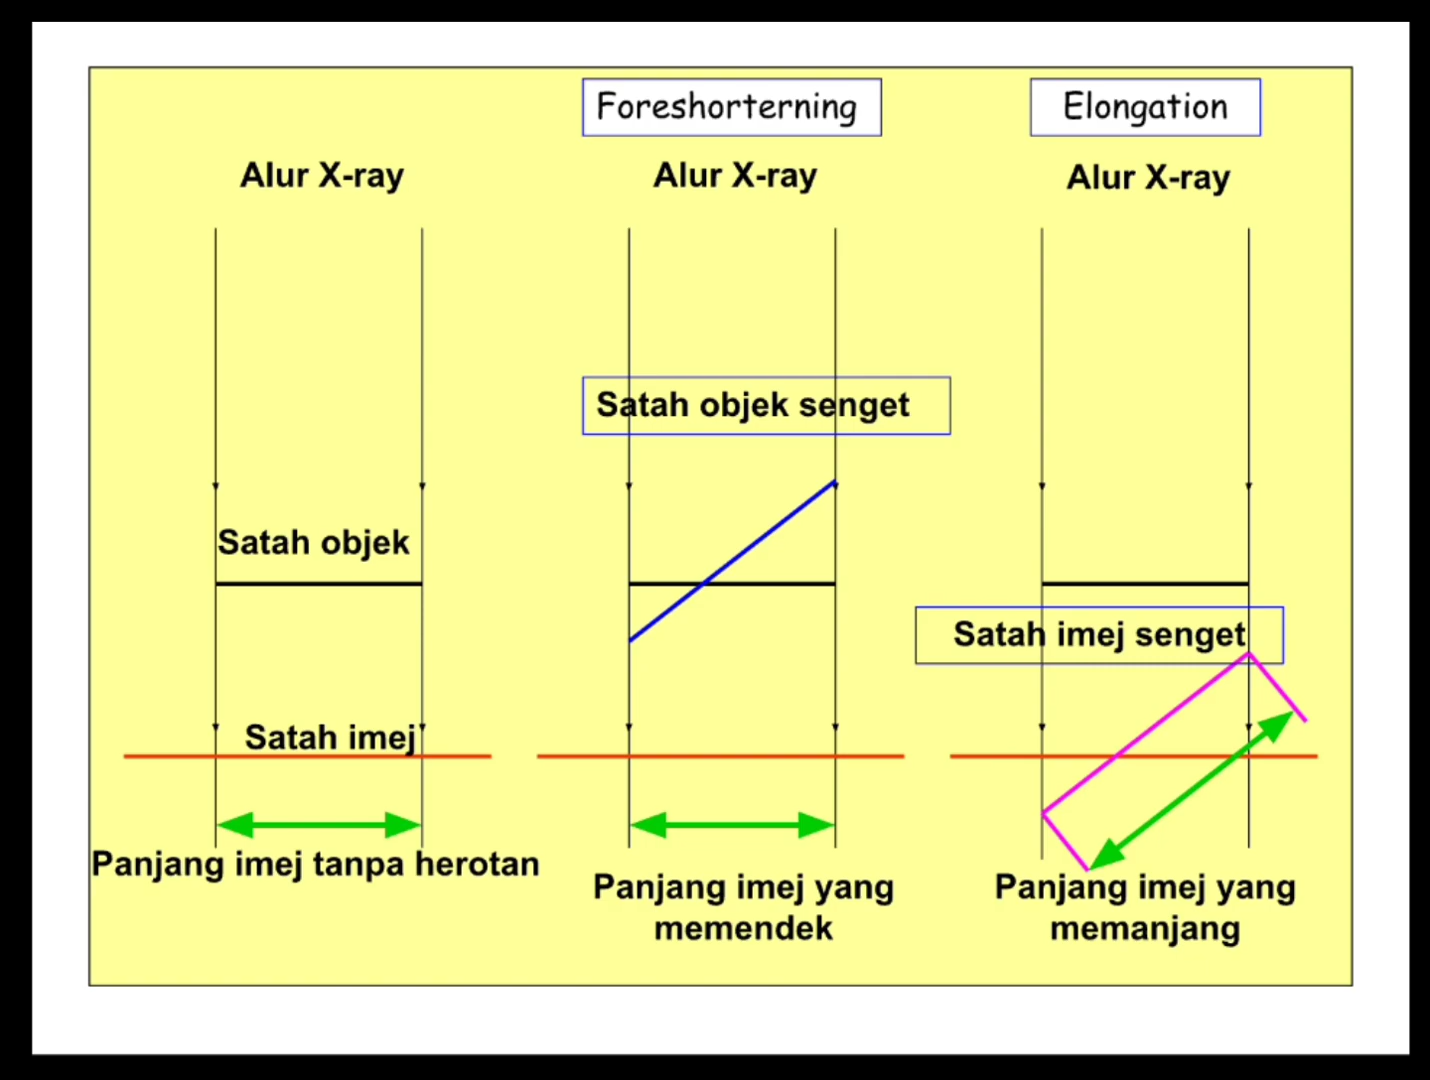 Foreshorterning
Elongation
Alur X-ray
Alur X-ray
Alur X-ray
Satah objek senget
Satah objek
Satah imej senget
Satah imej
Panjang imej tanpa herotan
Panjang imej yang
memendek
Panjang imej yang
memanjang